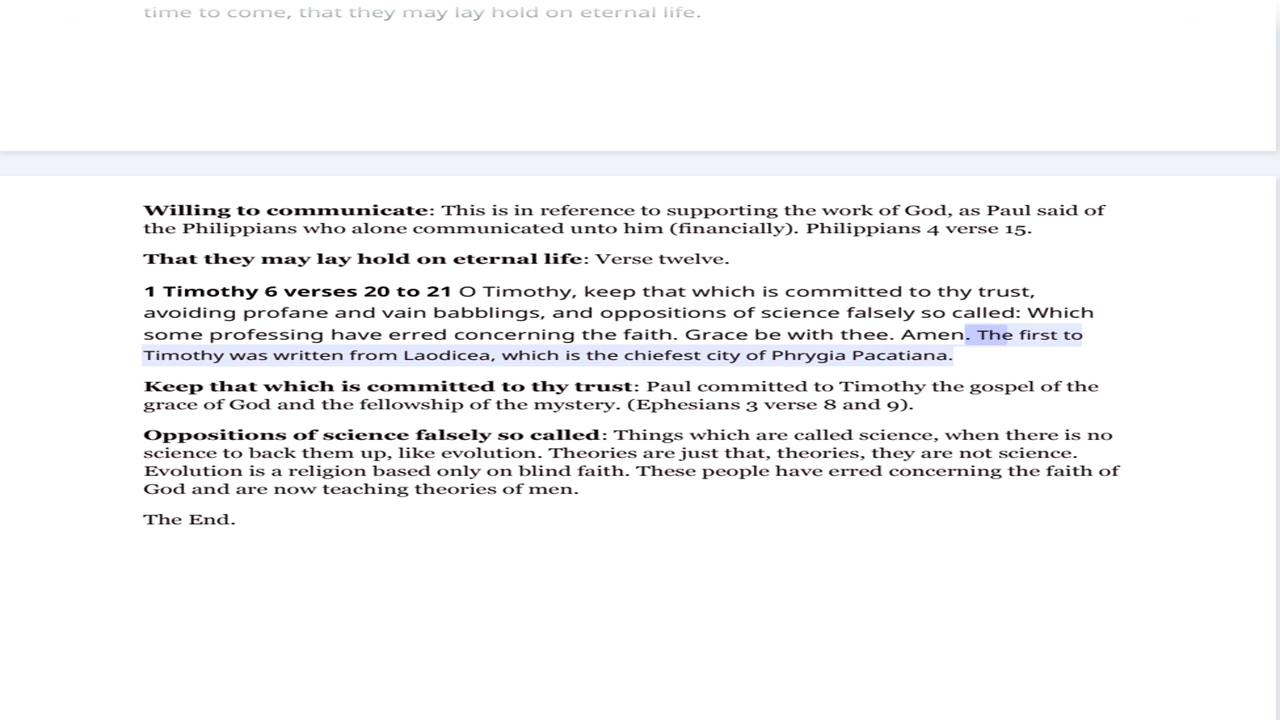 time to come, that they may lay hold on eternal life.
Willing to communicate: This is in reference to supporting the work of God, as Paul said of
the Philippians who alone communicated unto him (financially). Philippians 4 verse 15.
That they may lay hold on eternal life: Verse twelve.
1 Timothy 6 verses 20 to 21 O Timothy, keep that which is committed to thy trust,
avoiding profane and vain babblings, and oppositions of science falsely so called: Which
some professing have erred concerning the faith. Grace be with thee. Amen. The first to
Timothy was written from Laodicea, which is the chiefest city of Phrygia Pacatiana.
Keep that which is committed to thy trust: Paul committed to Timothy the gospel of the
grace of God and the fellowship of the mystery. (Ephesians 3 verse 8 and 9).
Oppositions of science falsely so called: Things which are called science, when there is no
science to back them up, like evolution. Theories are just that, theories, they are not science.
Evolution is a religion based only on blind faith. These people have erred concerning the faith of
God and are now teaching theories of men.
The End.